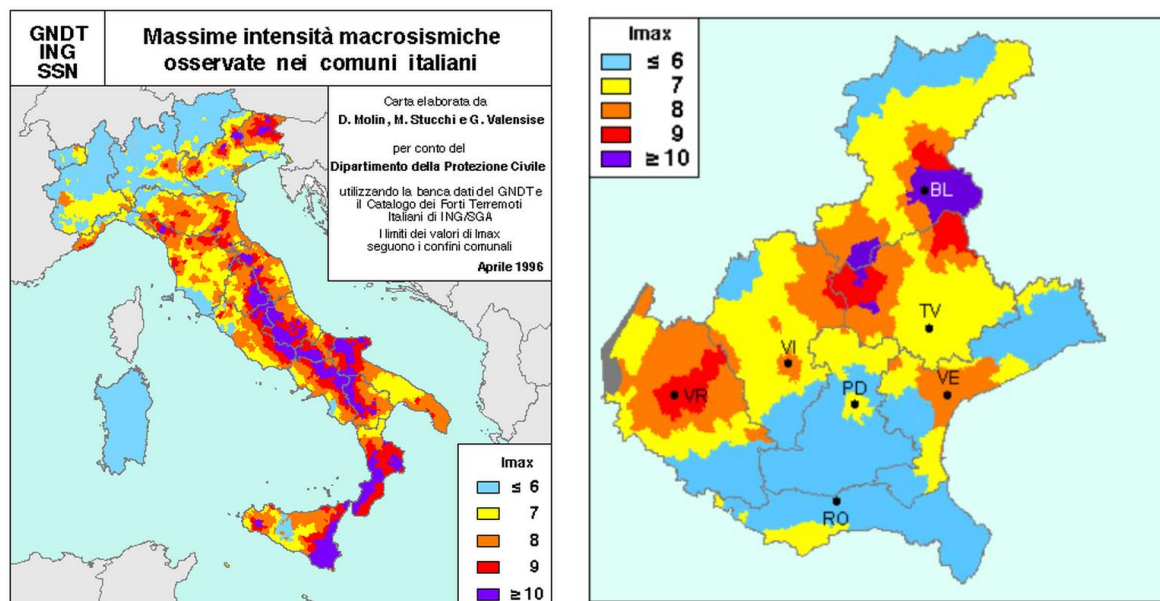 GNDT
ING
SSN
Massime intensità macrosismiche
osservate nei comuni italiani
Carta elaborata da
D. Molin, M. Stucchi e G. Valensise
per conto del
Dipartimento della Protezione Civile
utilizzando la banca dati del GNDT e
il Catalogo dei Forti Terremoti
Italiani di ING/SGA
I limiti dei valori di Imax
seguono i confini comunali
Aprile 1996
Imax
≤ 6
7
8
9
≥ 10
Imax
≤ 6
7
8
9
≥ 10
BL
TV
VI
VR
PD
VE
RO